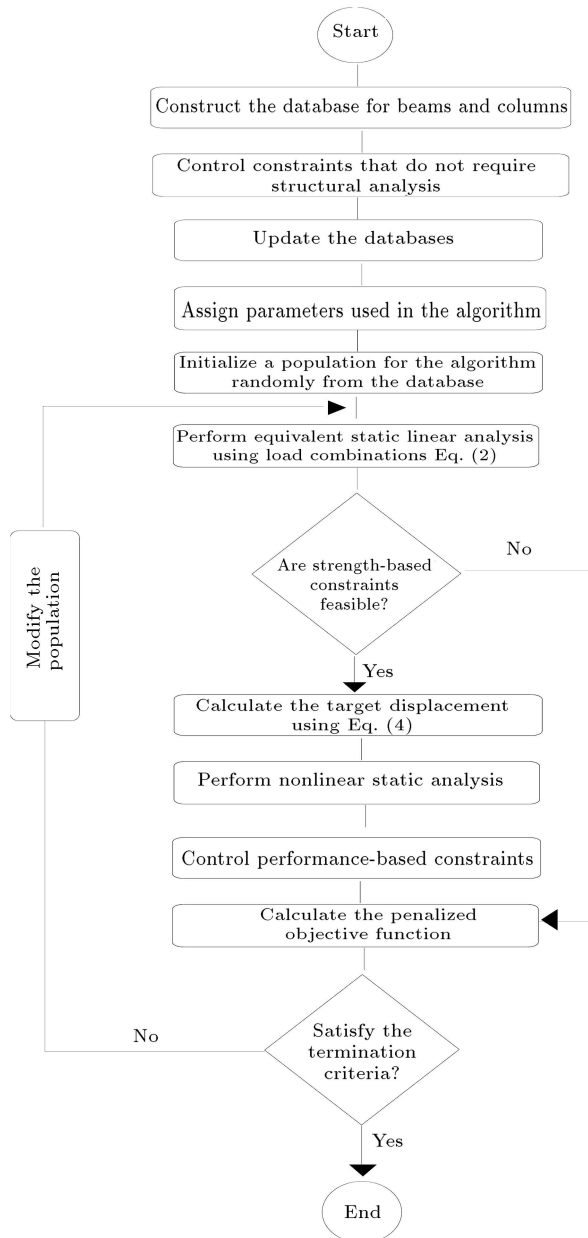 Start
Construct the database for beams and columns
Control constraints that do not require
structural analysis
Update the databases
Assign parameters used in the algorithm
Initialize a population for the algorithm
randomly from the database
Perform equivalent static linear analysis
using load combinations Eq. (2)
Are strength-based
constraints
feasible?
No
Yes
Modify the
population
Calculate the target displacement
using Eq. (4)
Perform nonlinear static analysis
Control performance-based constraints
Calculate the penalized
objective function
Satisfy the
termination
criteria?
No
Yes
End